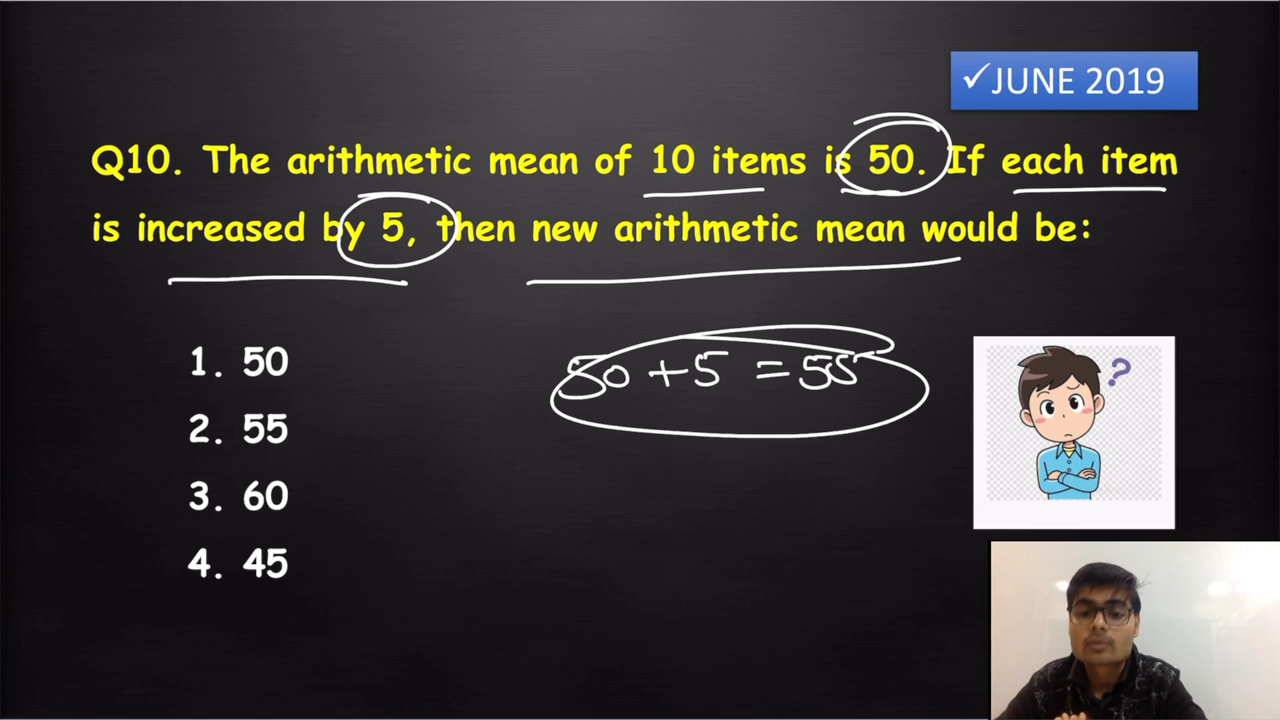 ✓JUNE 2019
Q10. The arithmetic mean of 10 items is 50. If each item
is increased by 5, then new arithmetic mean would be:
1. 50
2. 55
3. 60
4. 45
50 + 5 = 55
?